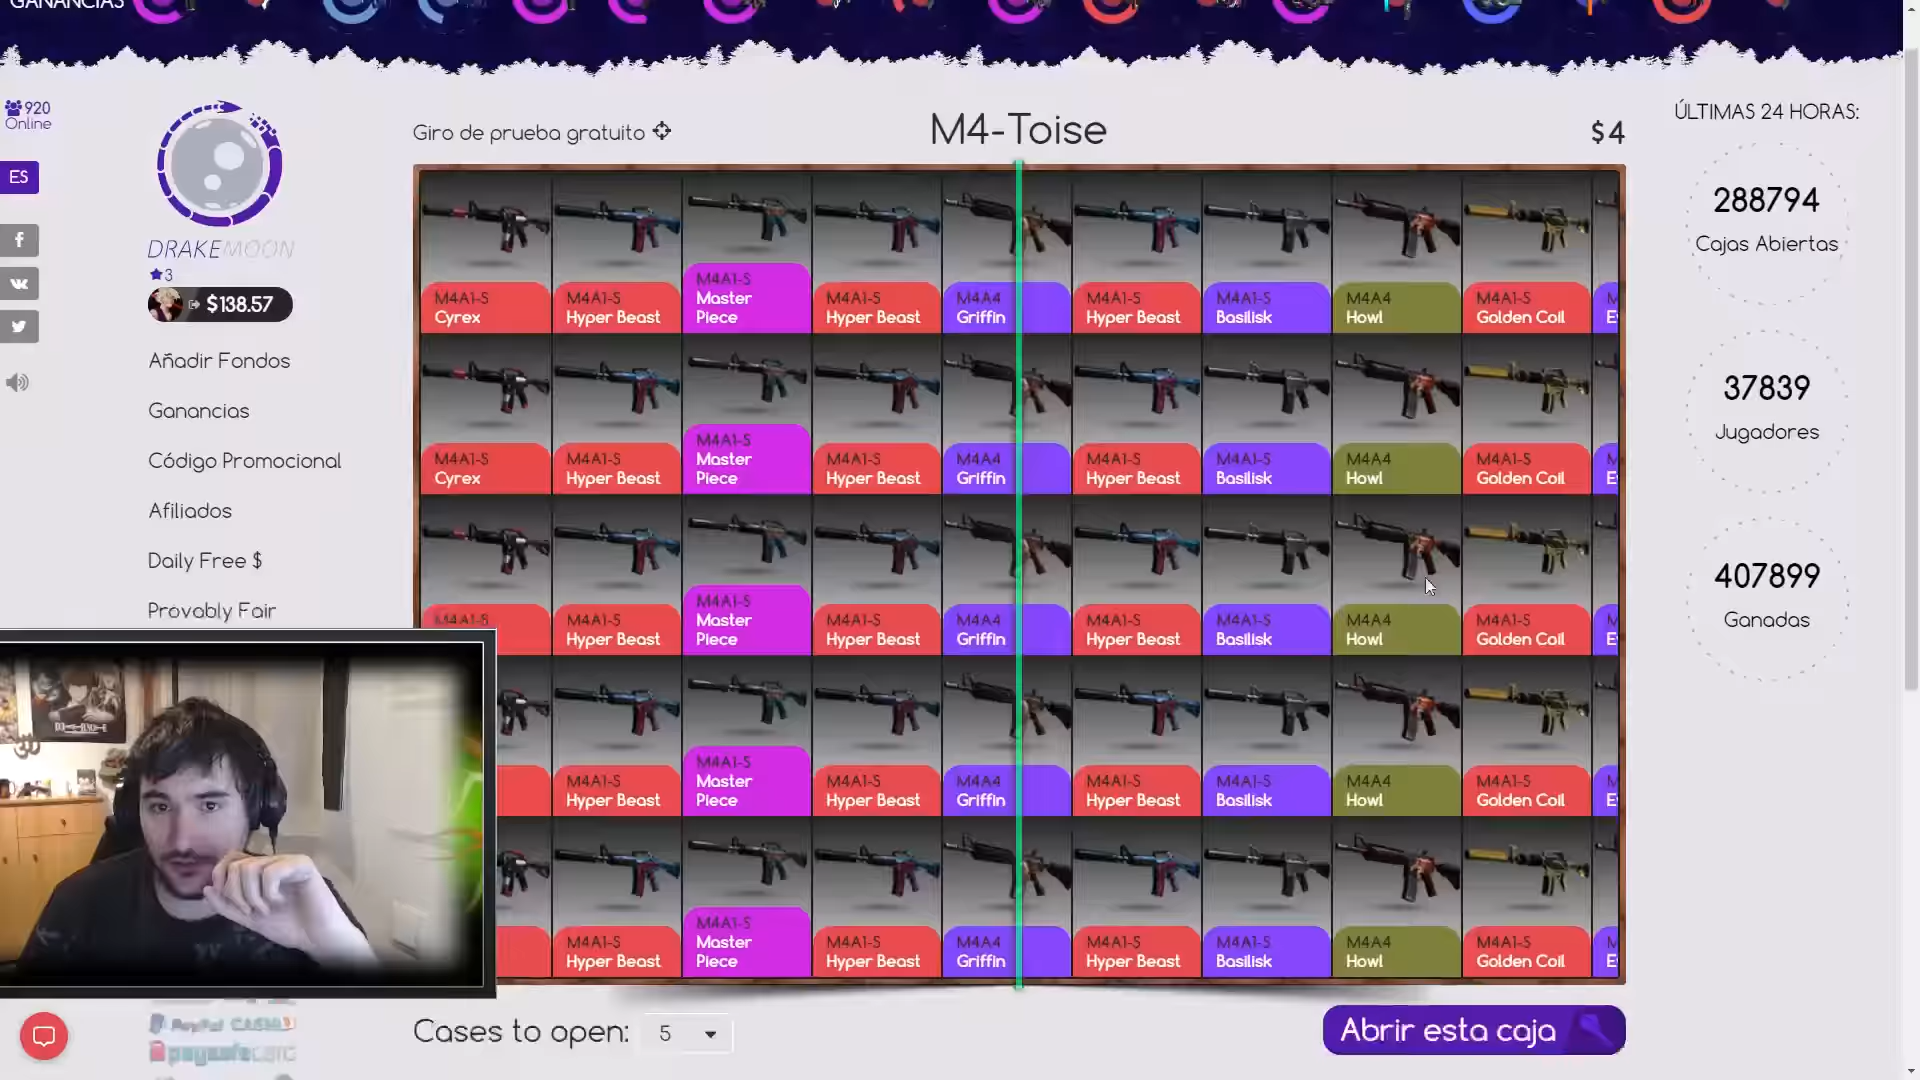 GANANCIAS
920
Online
ES
DRAKEMOON
3
$138.57
Añadir Fondos
Ganancias
Código Promocional
Afiliados
Daily Free $
Provably Fair
PayPal CASHU
paysafecard
Giro de prueba gratuito
M4-Toise
$4
M4A1-S M4A1-S M4A1-S M4A1-S M4A4 M4A1-S M4A1-S M4A4 M4A1-S M
Cyrex Hyper Beast Master Piece Hyper Beast Griffin Hyper Beast Basilisk Howl Golden Coil E
M4A1-S M4A1-S M4A1-S M4A1-S M4A4 M4A1-S M4A1-S M4A4 M4A1-S M
Cyrex Hyper Beast Master Piece Hyper Beast Griffin Hyper Beast Basilisk Howl Golden Coil E
M4A1-S M4A1-S M4A1-S M4A1-S M4A4 M4A1-S M4A1-S M4A4 M4A1-S M
Hyper Beast Master Piece Hyper Beast Griffin Hyper Beast Basilisk Howl Golden Coil E
M4A1-S M4A1-S M4A1-S M4A4 M4A1-S M4A1-S M4A4 M4A1-S M
Hyper Beast Master Piece Hyper Beast Griffin Hyper Beast Basilisk Howl Golden Coil E
M4A1-S M4A1-S M4A1-S M4A4 M4A1-S M4A1-S M4A4 M4A1-S M
Hyper Beast Master Piece Hyper Beast Griffin Hyper Beast Basilisk Howl Golden Coil E
Cases to open: 5
Abrir esta caja
ÚLTIMAS 24 HORAS:
288794
Cajas Abiertas
37839
Jugadores
407899
Ganadas